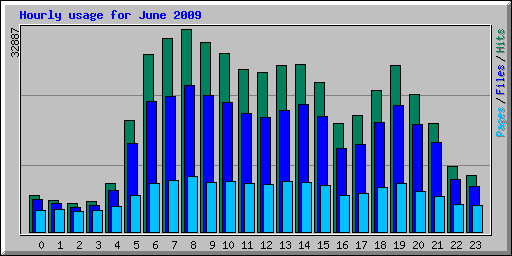 Hourly usage for June 2009
32887
Pages / Files / Hits
0 1 2 3 4 5 6 7 8 9 10 11 12 13 14 15 16 17 18 19 20 21 22 23